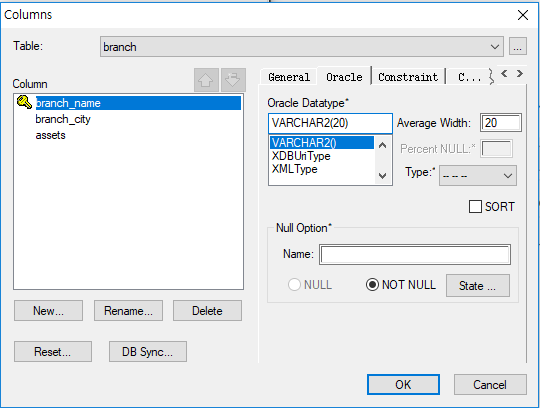 Columns
Table:
branch
...
Column
branch_name
branch_city
assets
New...
Rename...
Delete
Reset...
DB Sync...
General
Oracle
Constraint
C...
Oracle Datatype*
VARCHAR2(20)
VARCHAR2()
XDBUriType
XMLType
Average Width:
20
Percent NULL:*
Type:*
-- -- --
SORT
Null Option*
Name:
NULL
NOT NULL
State ...
OK
Cancel